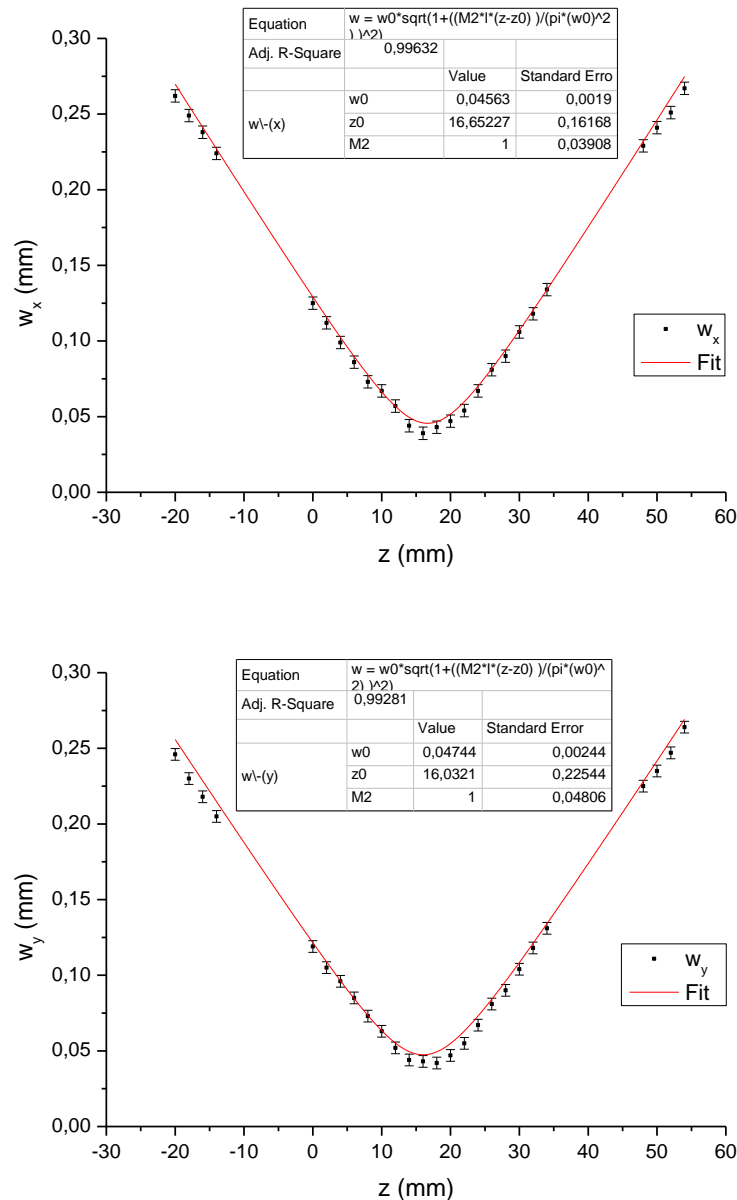 Equation w = w0*sqrt(1+((M2*l*(z-z0) )/(pi*(w0)^2
) )^2)
Adj. R-Square 0,99632
Value Standard Erro
w\-(x) w0 0,04563 0,0019
z0 16,65227 0,16168
M2 1 0,03908
0,30
0,25
0,20
0,15
0,10
0,05
0,00
w_x (mm)
-30 -20 -10 0 10 20 30 40 50 60
z (mm)
w_x
Fit
Equation w = w0*sqrt(1+((M2*l*(z-z0) )/(pi*(w0)^
2) )^2)
Adj. R-Square 0,99281
Value Standard Error
w\-(y) w0 0,04744 0,00244
z0 16,0321 0,22544
M2 1 0,04806
0,30
0,25
0,20
0,15
0,10
0,05
0,00
w_y (mm)
-30 -20 -10 0 10 20 30 40 50 60
z (mm)
w_y
Fit